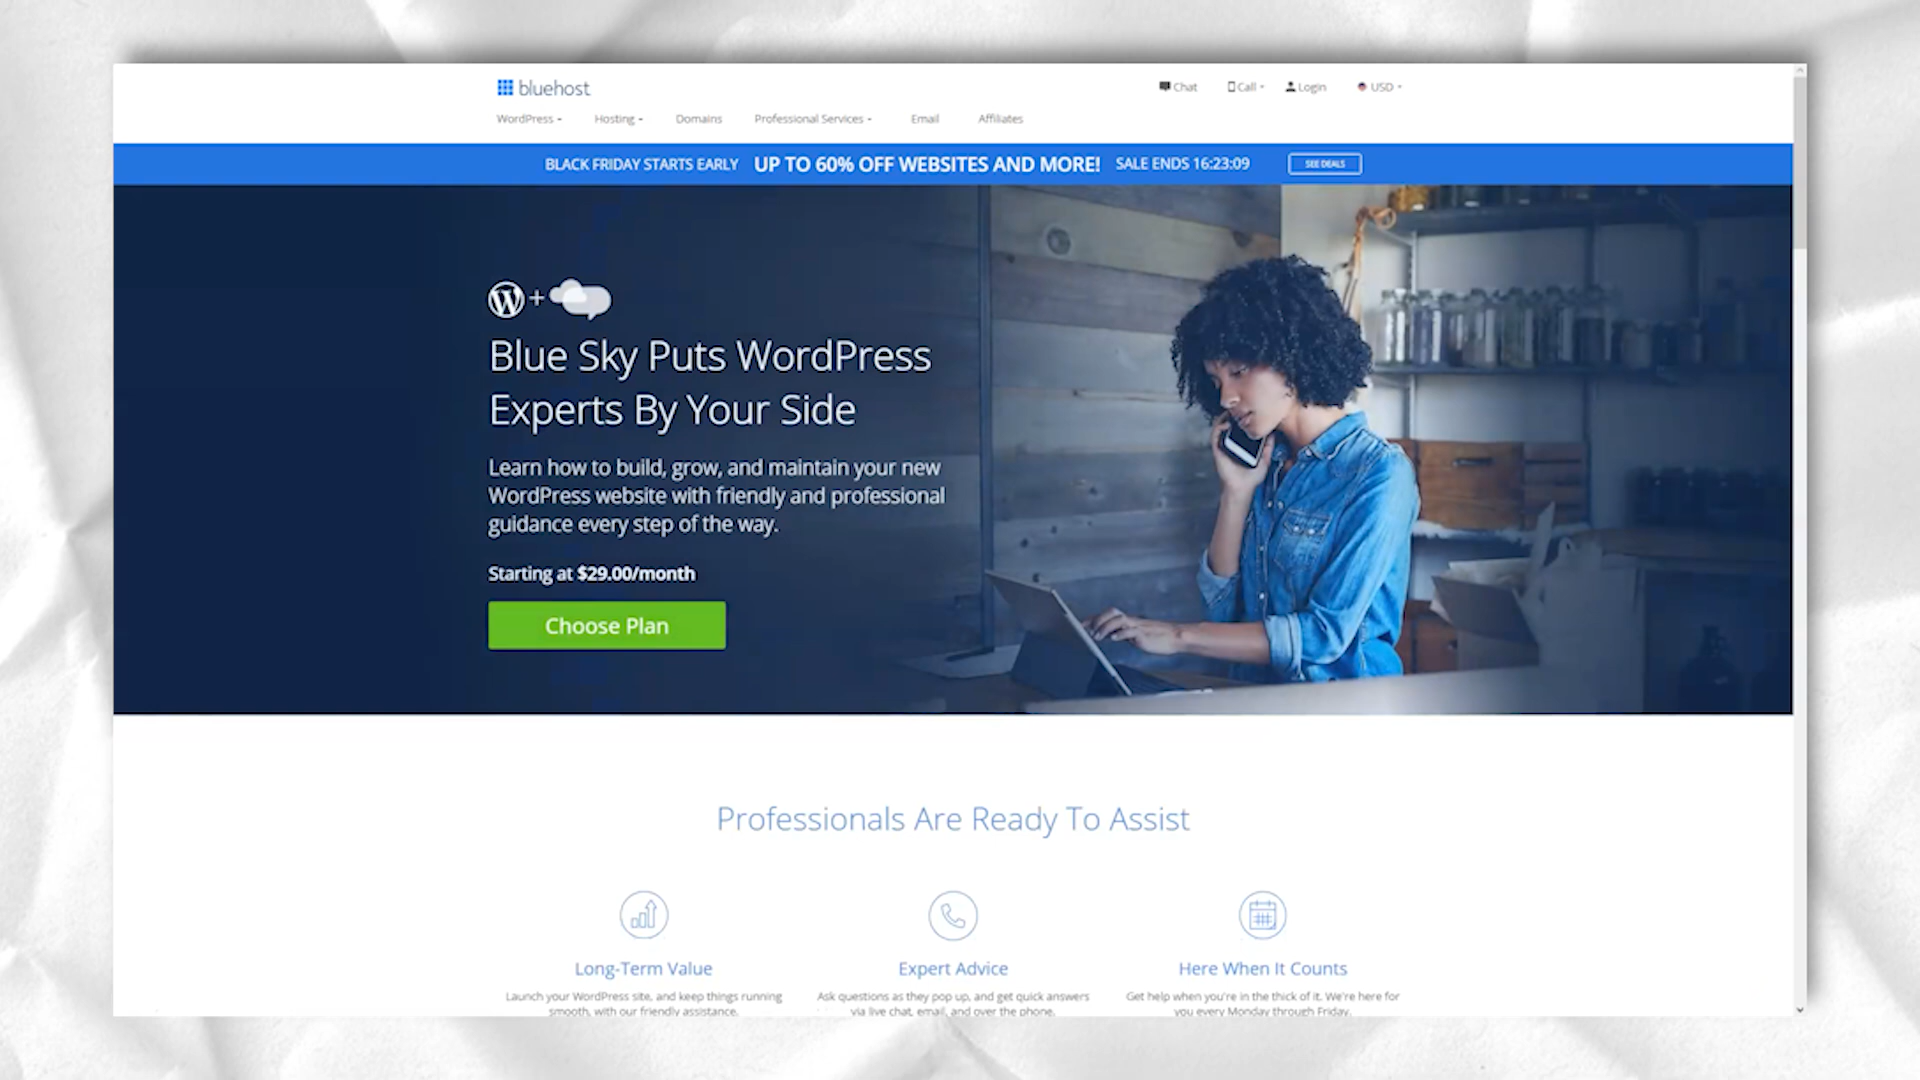 bluehost
Chat
Call
Login
USD
WordPress
Hosting
Domains
Professional Services
Email
Affiliates
BLACK FRIDAY STARTS EARLY UP TO 60% OFF WEBSITES AND MORE! SALE ENDS 16:23:09 SEE DEALS
W +
Blue Sky Puts WordPress
Experts By Your Side
Learn how to build, grow, and maintain your new
WordPress website with friendly and professional
guidance every step of the way.
Starting at $29.00/month
Choose Plan
Professionals Are Ready To Assist
Long-Term Value
Launch your WordPress site, and keep things running
smooth, with our friendly assistance.
Expert Advice
Ask questions as they pop up, and get quick answers
via live chat, email, and over the phone.
Here When It Counts
Get help when you're in the thick of it. We're here for
you every Monday through Friday.